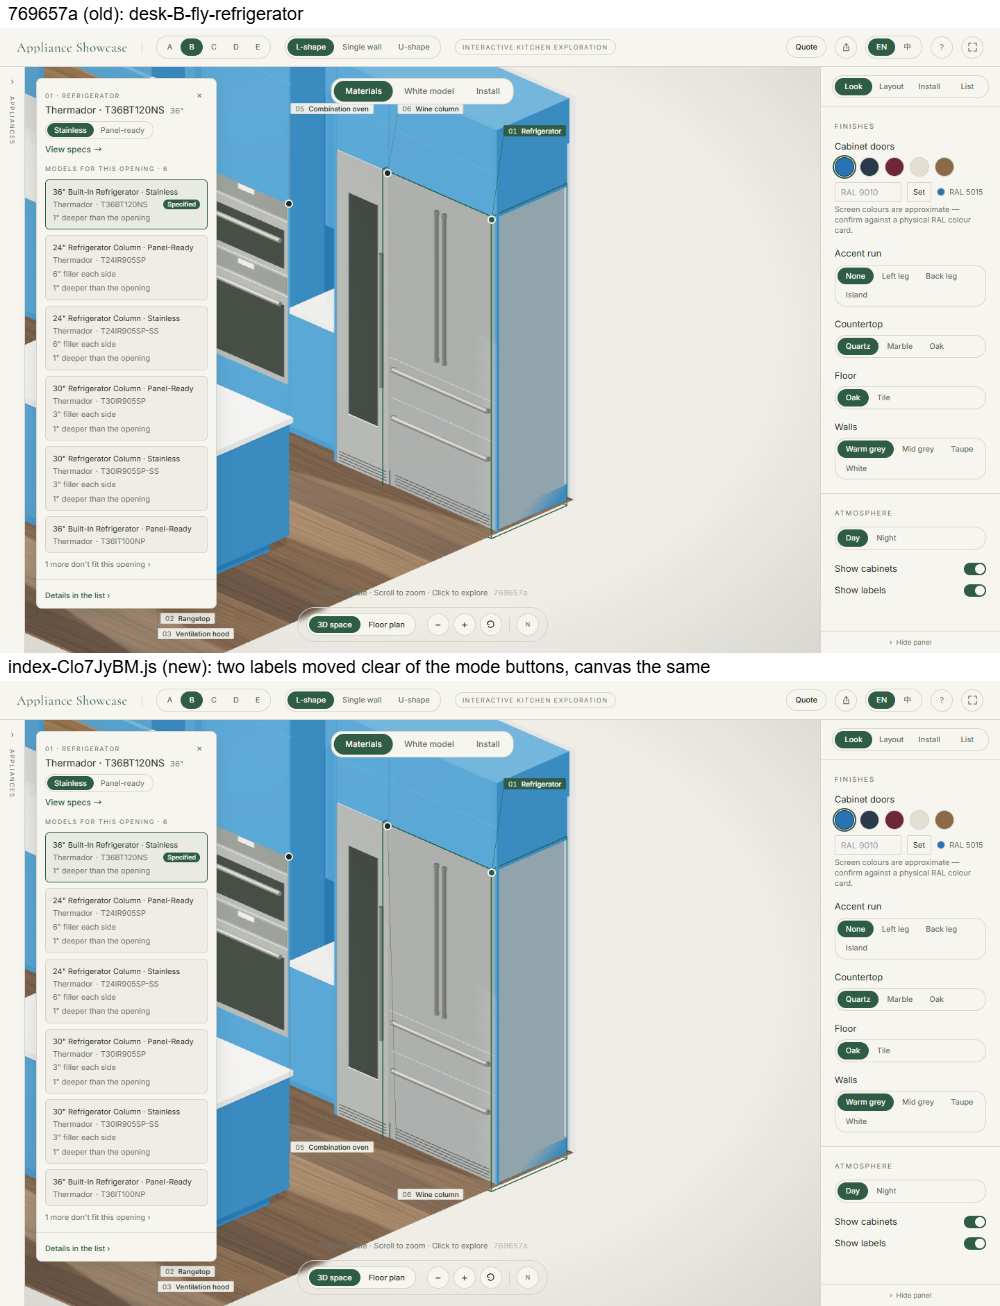 769657a (old): desk-B-fly-refrigerator
Appliance Showcase
A B C D E
L-shape Single wall U-shape
INTERACTIVE KITCHEN EXPLORATION
Quote
EN 中
?
› APPLIANCES
01 · REFRIGERATOR ×
Thermador · T36BT120NS 36"
Stainless Panel-ready
View specs →
MODELS FOR THIS OPENING · 6
36" Built-In Refrigerator · Stainless
Thermador · T36BT120NS Specified
1" deeper than the opening
24" Refrigerator Column · Panel-Ready
Thermador · T24IR905SP
6" filler each side
1" deeper than the opening
24" Refrigerator Column · Stainless
Thermador · T24IR905SP-SS
6" filler each side
1" deeper than the opening
30" Refrigerator Column · Panel-Ready
Thermador · T30IR905SP
3" filler each side
1" deeper than the opening
30" Refrigerator Column · Stainless
Thermador · T30IR905SP-SS
3" filler each side
1" deeper than the opening
36" Built-In Refrigerator · Panel-Ready
Thermador · T36IT100NP
1 more don't fit this opening ›
Details in the list ›
Materials White model Install
05 Combination oven
06 Wine column
01 Refrigerator
02 Rangetop
03 Ventilation hood
· Scroll to zoom · Click to explore 769657a
3D space Floor plan − + N
Look Layout Install List
FINISHES
Cabinet doors
RAL 9010 Set RAL 5015
Screen colours are approximate —
confirm against a physical RAL colour
card.
Accent run
None Left leg Back leg
Island
Countertop
Quartz Marble Oak
Floor
Oak Tile
Walls
Warm grey Mid grey Taupe
White
ATMOSPHERE
Day Night
Show cabinets
Show labels
› Hide panel
index-Clo7JyBM.js (new): two labels moved clear of the mode buttons, canvas the same
Appliance Showcase
A B C D E
L-shape Single wall U-shape
INTERACTIVE KITCHEN EXPLORATION
Quote
EN 中
?
› APPLIANCES
01 · REFRIGERATOR ×
Thermador · T36BT120NS 36"
Stainless Panel-ready
View specs →
MODELS FOR THIS OPENING · 6
36" Built-In Refrigerator · Stainless
Thermador · T36BT120NS Specified
1" deeper than the opening
24" Refrigerator Column · Panel-Ready
Thermador · T24IR905SP
6" filler each side
1" deeper than the opening
24" Refrigerator Column · Stainless
Thermador · T24IR905SP-SS
6" filler each side
1" deeper than the opening
30" Refrigerator Column · Panel-Ready
Thermador · T30IR905SP
3" filler each side
1" deeper than the opening
30" Refrigerator Column · Stainless
Thermador · T30IR905SP-SS
3" filler each side
1" deeper than the opening
36" Built-In Refrigerator · Panel-Ready
Thermador · T36IT100NP
1 more don't fit this opening ›
Details in the list ›
Materials White model Install
01 Refrigerator
05 Combination oven
06 Wine column
02 Rangetop
03 Ventilation hood
· Scroll to zoom · Click to explore 769657a
3D space Floor plan − + N
Look Layout Install List
FINISHES
Cabinet doors
RAL 9010 Set RAL 5015
Screen colours are approximate —
confirm against a physical RAL colour
card.
Accent run
None Left leg Back leg
Island
Countertop
Quartz Marble Oak
Floor
Oak Tile
Walls
Warm grey Mid grey Taupe
White
ATMOSPHERE
Day Night
Show cabinets
Show labels
› Hide panel